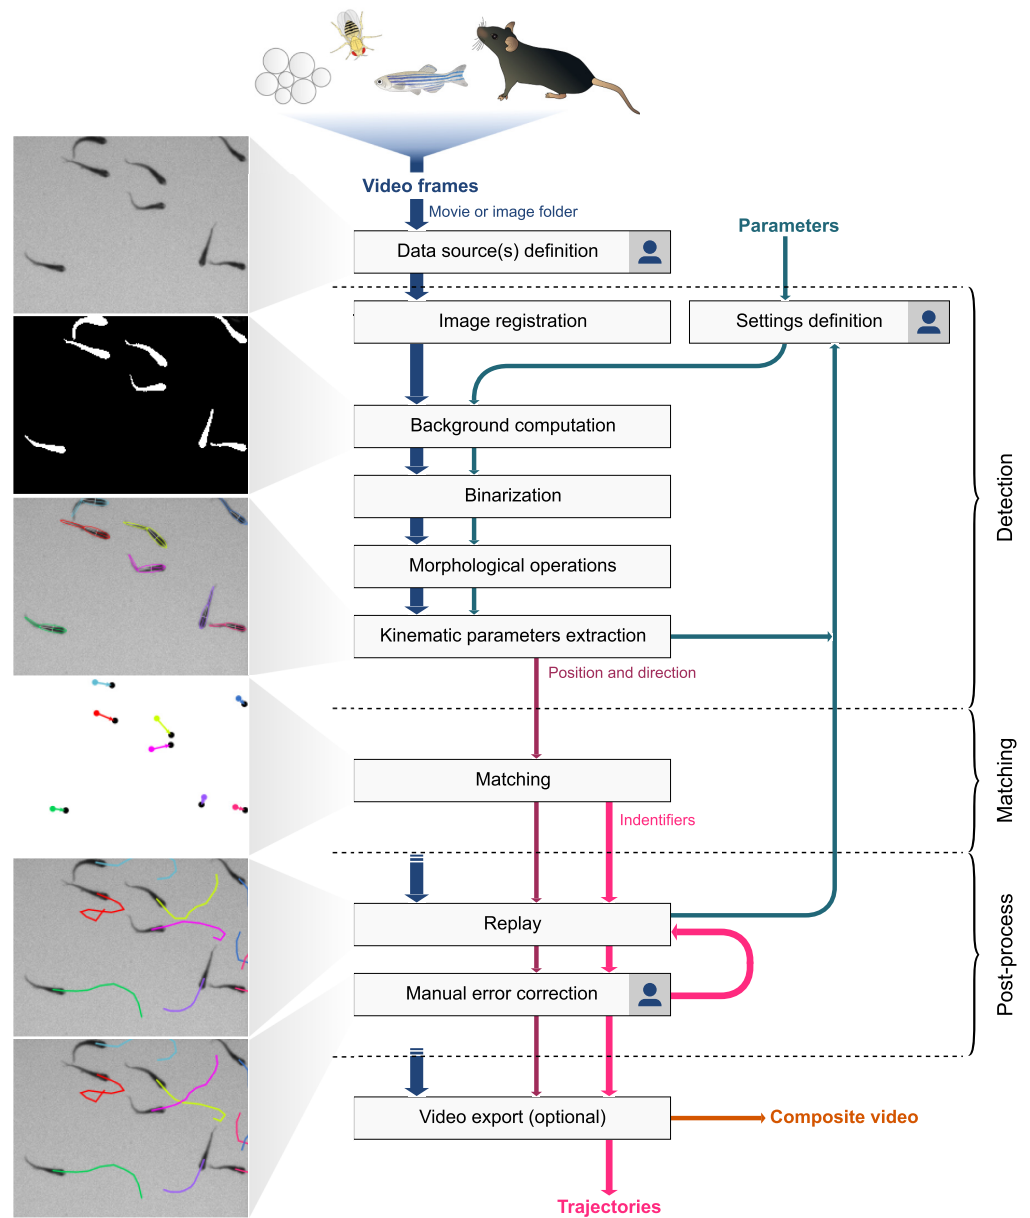 Video frames
Movie or image folder
Parameters
Data source(s) definition
Image registration
Settings definition
Background computation
Binarization
Morphological operations
Kinematic parameters extraction
Position and direction
Detection
Matching
Indentifiers
Matching
Replay
Manual error correction
Post-process
Video export (optional)
Composite video
Trajectories